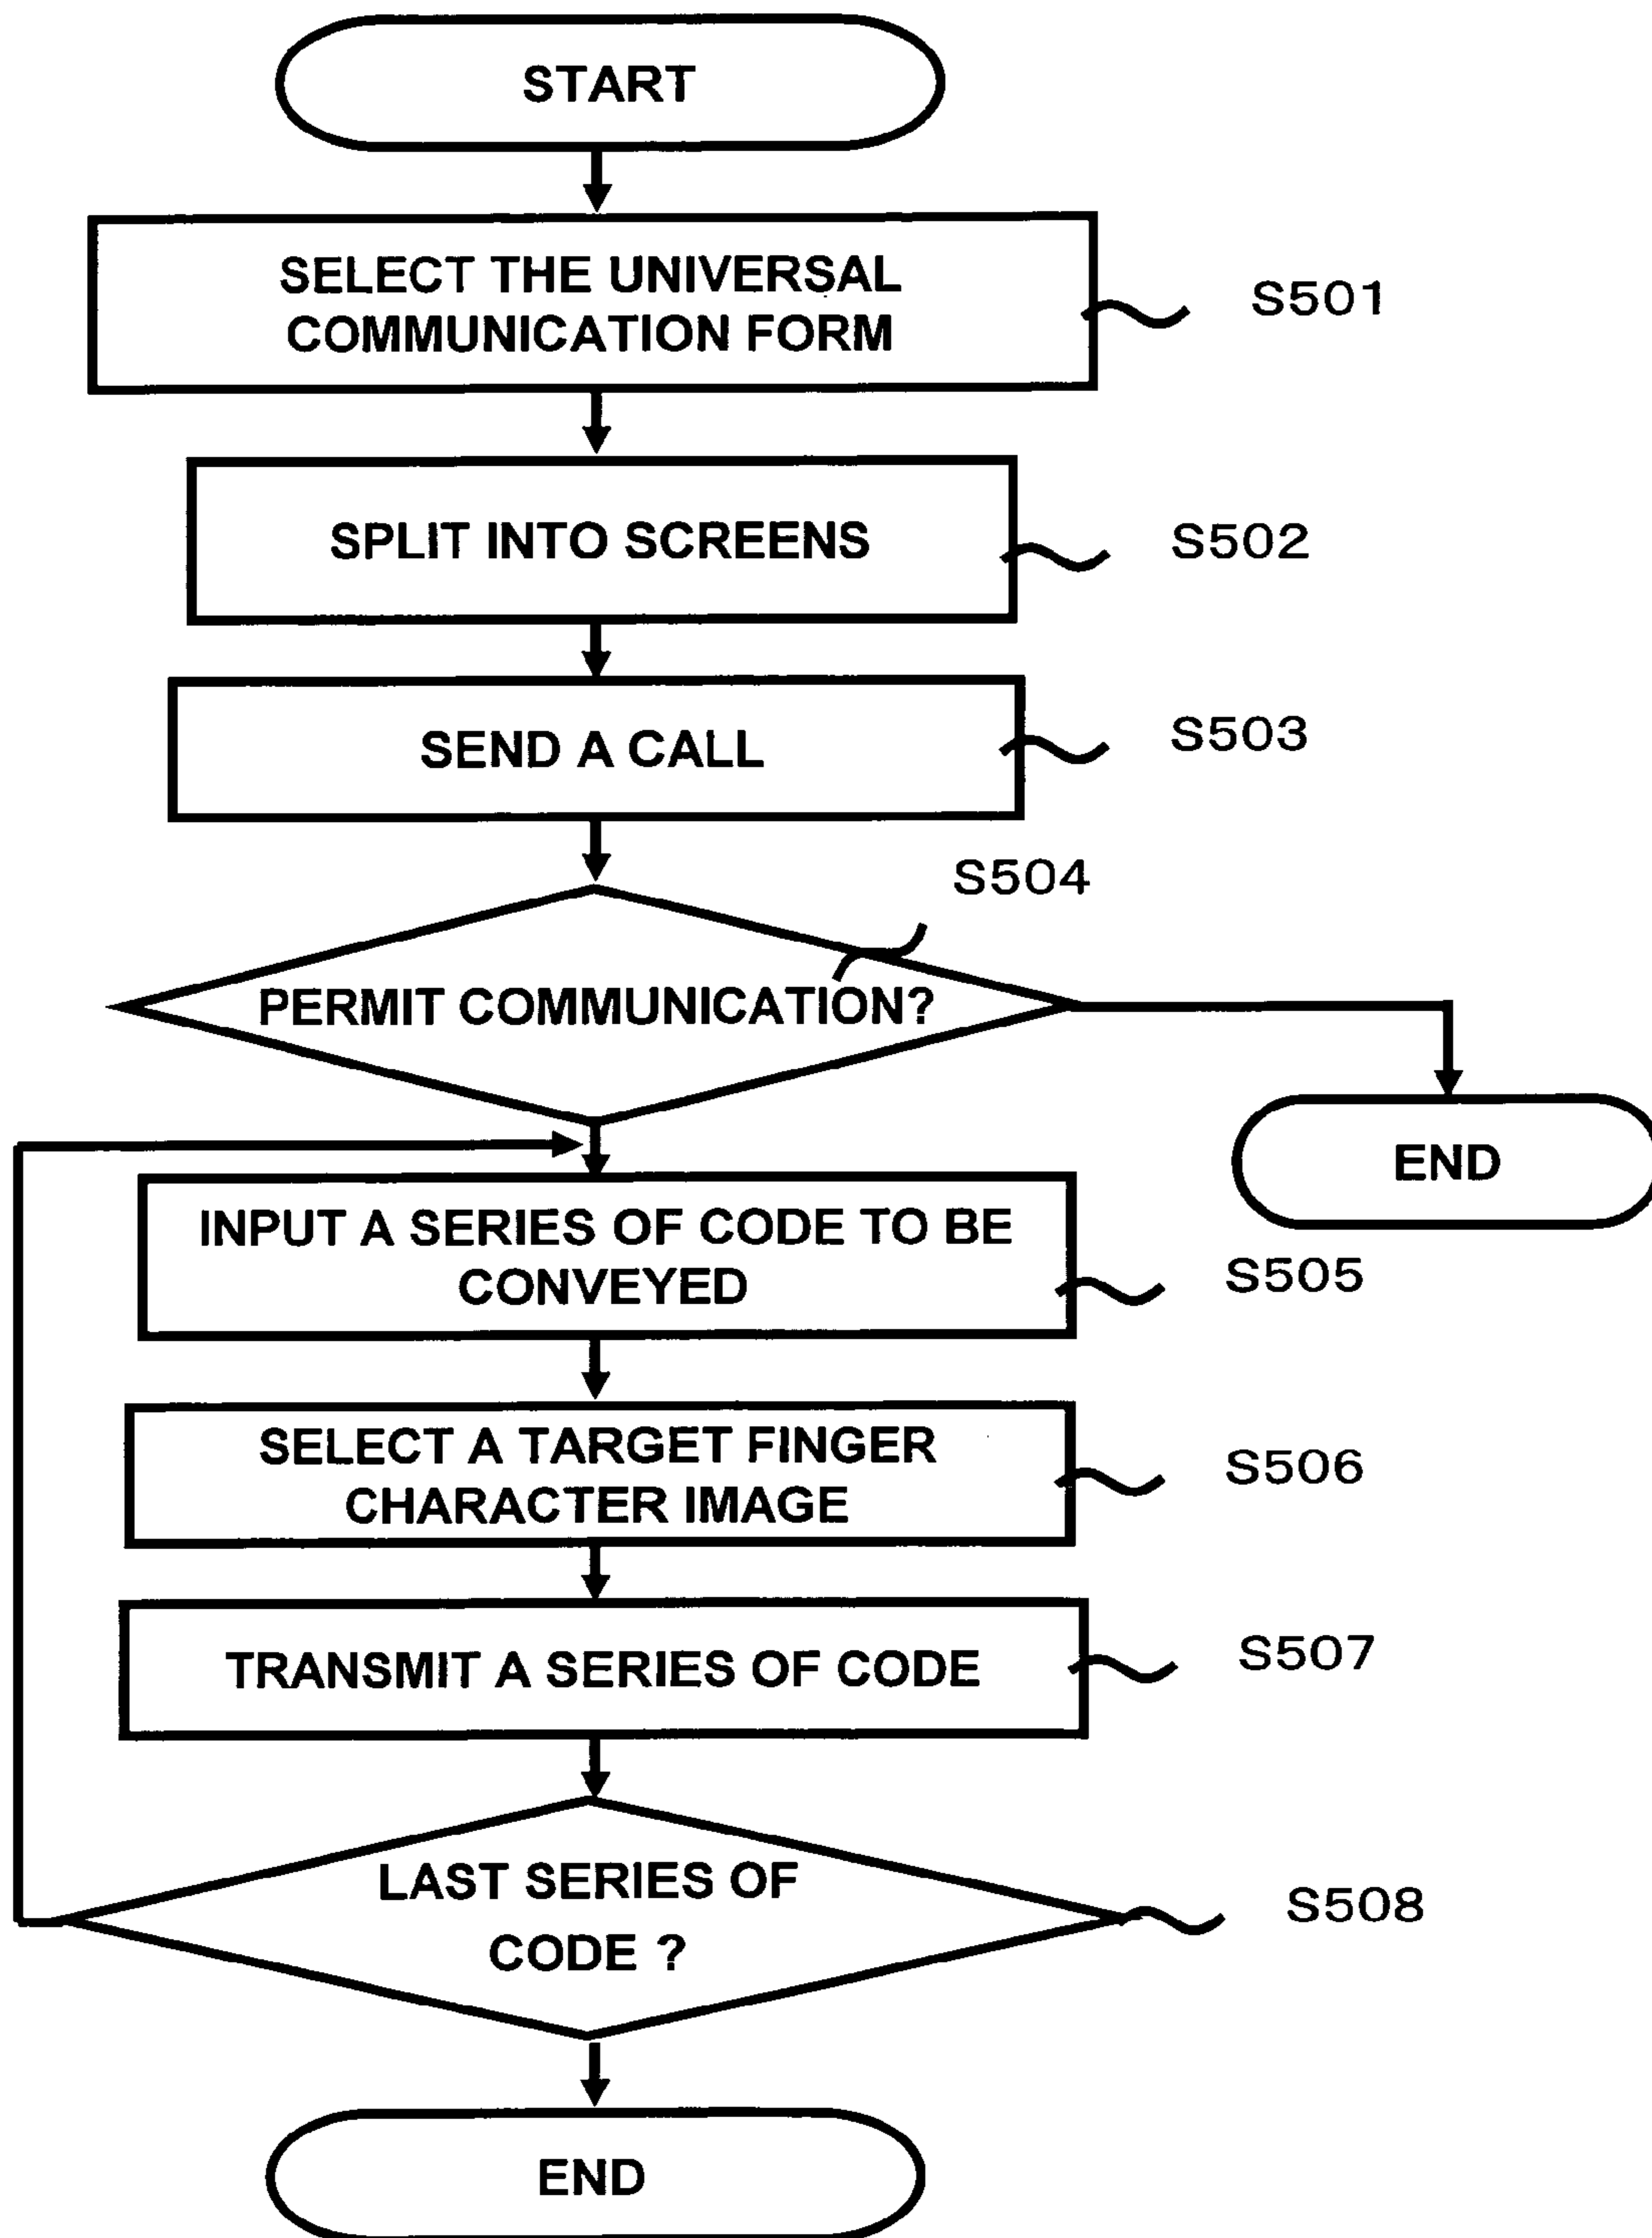 START
SELECT THE UNIVERSAL
COMMUNICATION FORM
S501
SPLIT INTO SCREENS
S502
SEND A CALL
S503
S504
PERMIT COMMUNICATION?
END
INPUT A SERIES OF CODE TO BE
CONVEYED
S505
SELECT A TARGET FINGER
CHARACTER IMAGE
S506
TRANSMIT A SERIES OF CODE
S507
LAST SERIES OF
CODE ?
S508
END